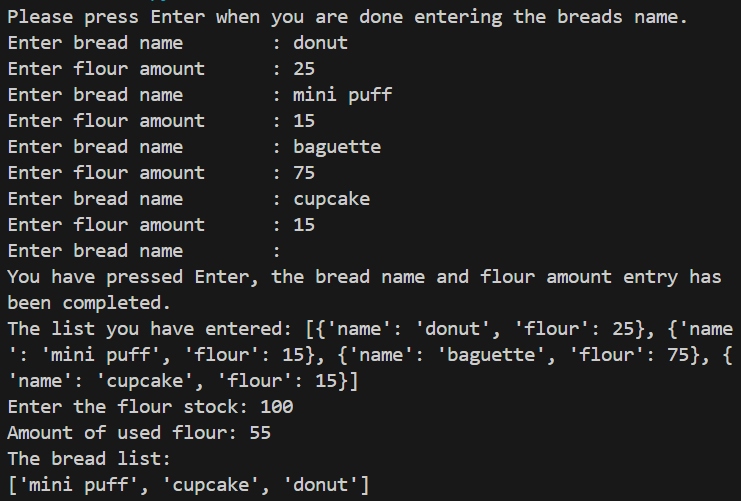 Please press Enter when you are done entering the breads name.
Enter bread name        : donut
Enter flour amount      : 25
Enter bread name        : mini puff
Enter flour amount      : 15
Enter bread name        : baguette
Enter flour amount      : 75
Enter bread name        : cupcake
Enter flour amount      : 15
Enter bread name        :
You have pressed Enter, the bread name and flour amount entry has
been completed.
The list you have entered: [{'name': 'donut', 'flour': 25}, {'name
': 'mini puff', 'flour': 15}, {'name': 'baguette', 'flour': 75}, {
'name': 'cupcake', 'flour': 15}]
Enter the flour stock: 100
Amount of used flour: 55
The bread list:
['mini puff', 'cupcake', 'donut']